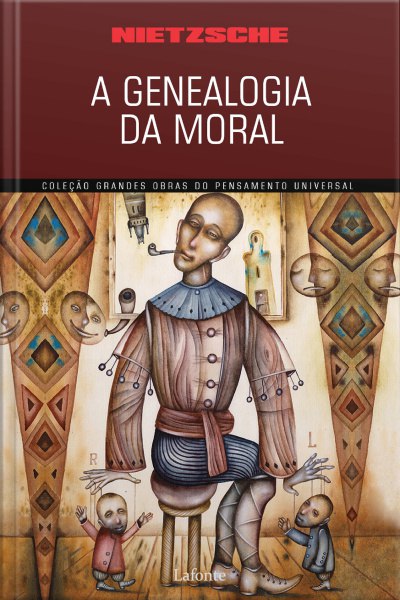 NIETZSCHE
A GENEALOGIA
DA MORAL
COLEÇÃO GRANDES OBRAS DO PENSAMENTO UNIVERSAL
R L
Lafonte